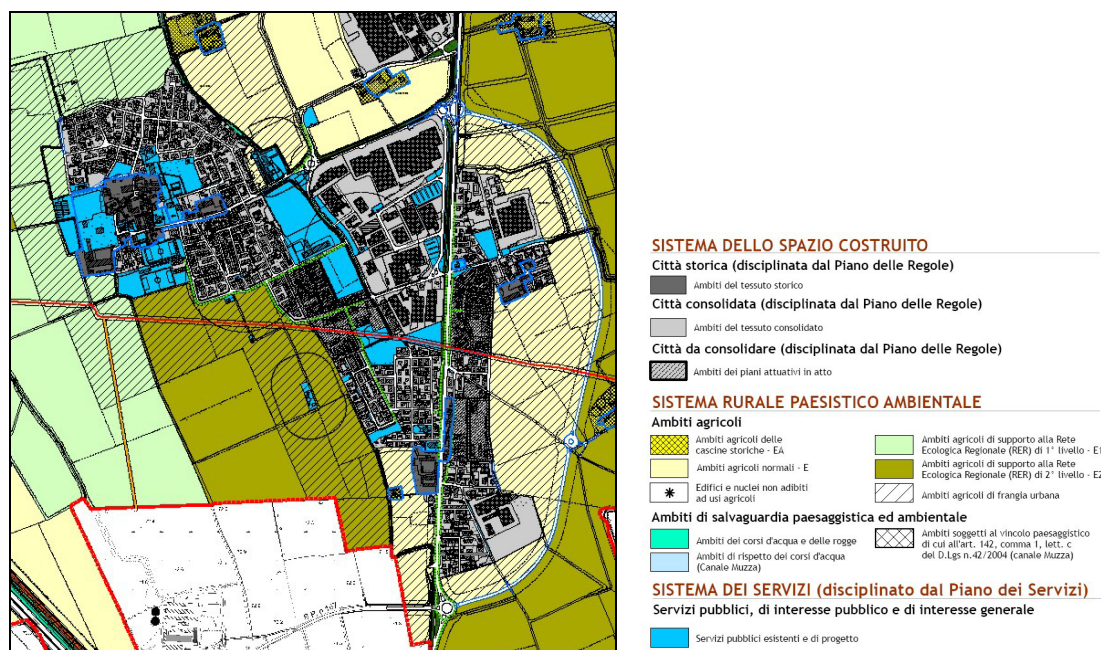 SISTEMA DELLO SPAZIO COSTRUITO
Città storica (disciplinata dal Piano delle Regole)
Ambiti del tessuto storico
Città consolidata (disciplinata dal Piano delle Regole)
Ambiti del tessuto consolidato
Città da consolidare (disciplinata dal Piano delle Regole)
Ambiti dei piani attuativi in atto
SISTEMA RURALE PAESISTICO AMBIENTALE
Ambiti agricoli
Ambiti agricoli delle
cascine storiche - EA
Ambiti agricoli normali - E
Edifici e nuclei non adibiti
ad usi agricoli
Ambiti agricoli di supporto alla Rete
Ecologica Regionale (RER) di 1° livello - E1
Ambiti agricoli di supporto alla Rete
Ecologica Regionale (RER) di 2° livello - E2
Ambiti agricoli di frangia urbana
Ambiti di salvaguardia paesaggistica ed ambientale
Ambiti dei corsi d'acqua e delle rogge
Ambiti di rispetto dei corsi d'acqua
(Canale Muzza)
Ambiti soggetti al vincolo paesaggistico
di cui all'art. 142, comma 1, lett. c
del D.Lgs n.42/2004 (canale Muzza)
SISTEMA DEI SERVIZI (disciplinato dal Piano dei Servizi)
Servizi pubblici, di interesse pubblico e di interesse generale
Servizi pubblici esistenti e di progetto